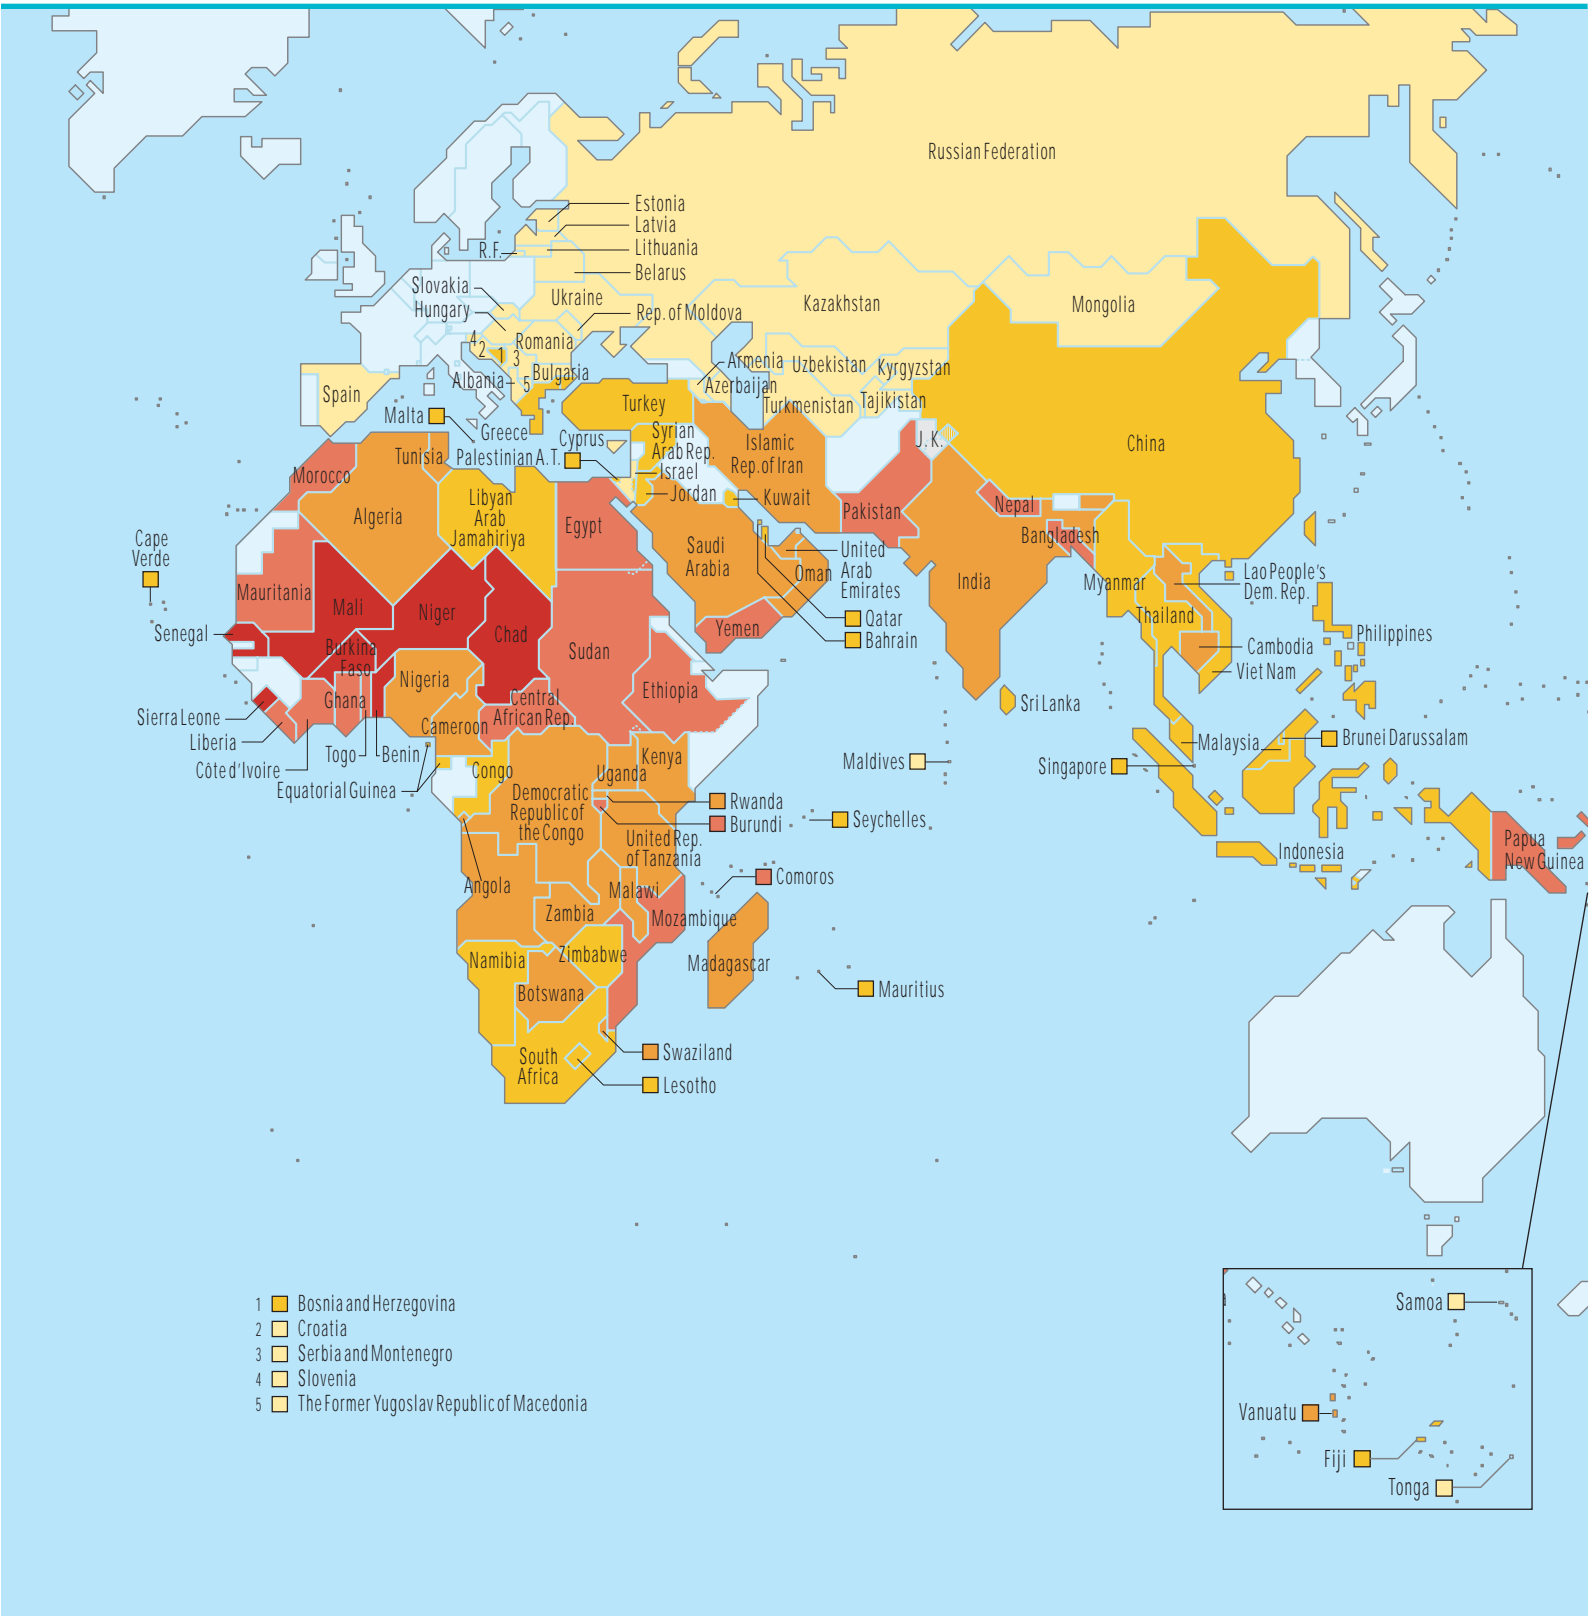 Russian Federation
Estonia
Latvia
R.F.
Lithuania
Belarus
Slovakia
Ukraine
Hungary
Rep. of Moldova
Kazakhstan
Mongolia
4
2
1
3
Romania
Armenia
Uzbekistan
Kyrgyzstan
Albania
5
Bulgaria
Azerbaijan
Spain
Turkmenistan
Tajikistan
Turkey
Malta
Greece
Cyprus
Syrian
Arab Rep.
Islamic
Rep. of Iran
J.K.
China
Tunisia
Palestinian A.T.
Israel
Morocco
Jordan
Kuwait
Libyan
Arab
Jamahiriya
Algeria
Egypt
Pakistan
Nepal
Bangladesh
Cape
Verde
Saudi
Arabia
United
Arab
Emirates
Oman
India
Myanmar
Lao People's
Dem. Rep.
Mauritania
Mali
Niger
Chad
Thailand
Senegal
Qatar
Yemen
Bahrain
Philippines
Burkina
Faso
Sudan
Cambodia
Viet Nam
Nigeria
Ghana
Ethiopia
Central
African Rep.
Sri Lanka
Sierra Leone
Cameroon
Liberia
Togo
Benin
Malaysia
Brunei Darussalam
Côte d'Ivoire
Congo
Kenya
Uganda
Maldives
Singapore
Equatorial Guinea
Democratic
Republic of
the Congo
Rwanda
Burundi
Seychelles
United Rep.
of Tanzania
Indonesia
Papua
New Guinea
Angola
Malawi
Comoros
Zambia
Mozambique
Namibia
Zimbabwe
Madagascar
Botswana
Mauritius
South
Africa
Swaziland
Lesotho
1 Bosnia and Herzegovina
2 Croatia
3 Serbia and Montenegro
4 Slovenia
5 The Former Yugoslav Republic of Macedonia
Samoa
Vanuatu
Fiji
Tonga